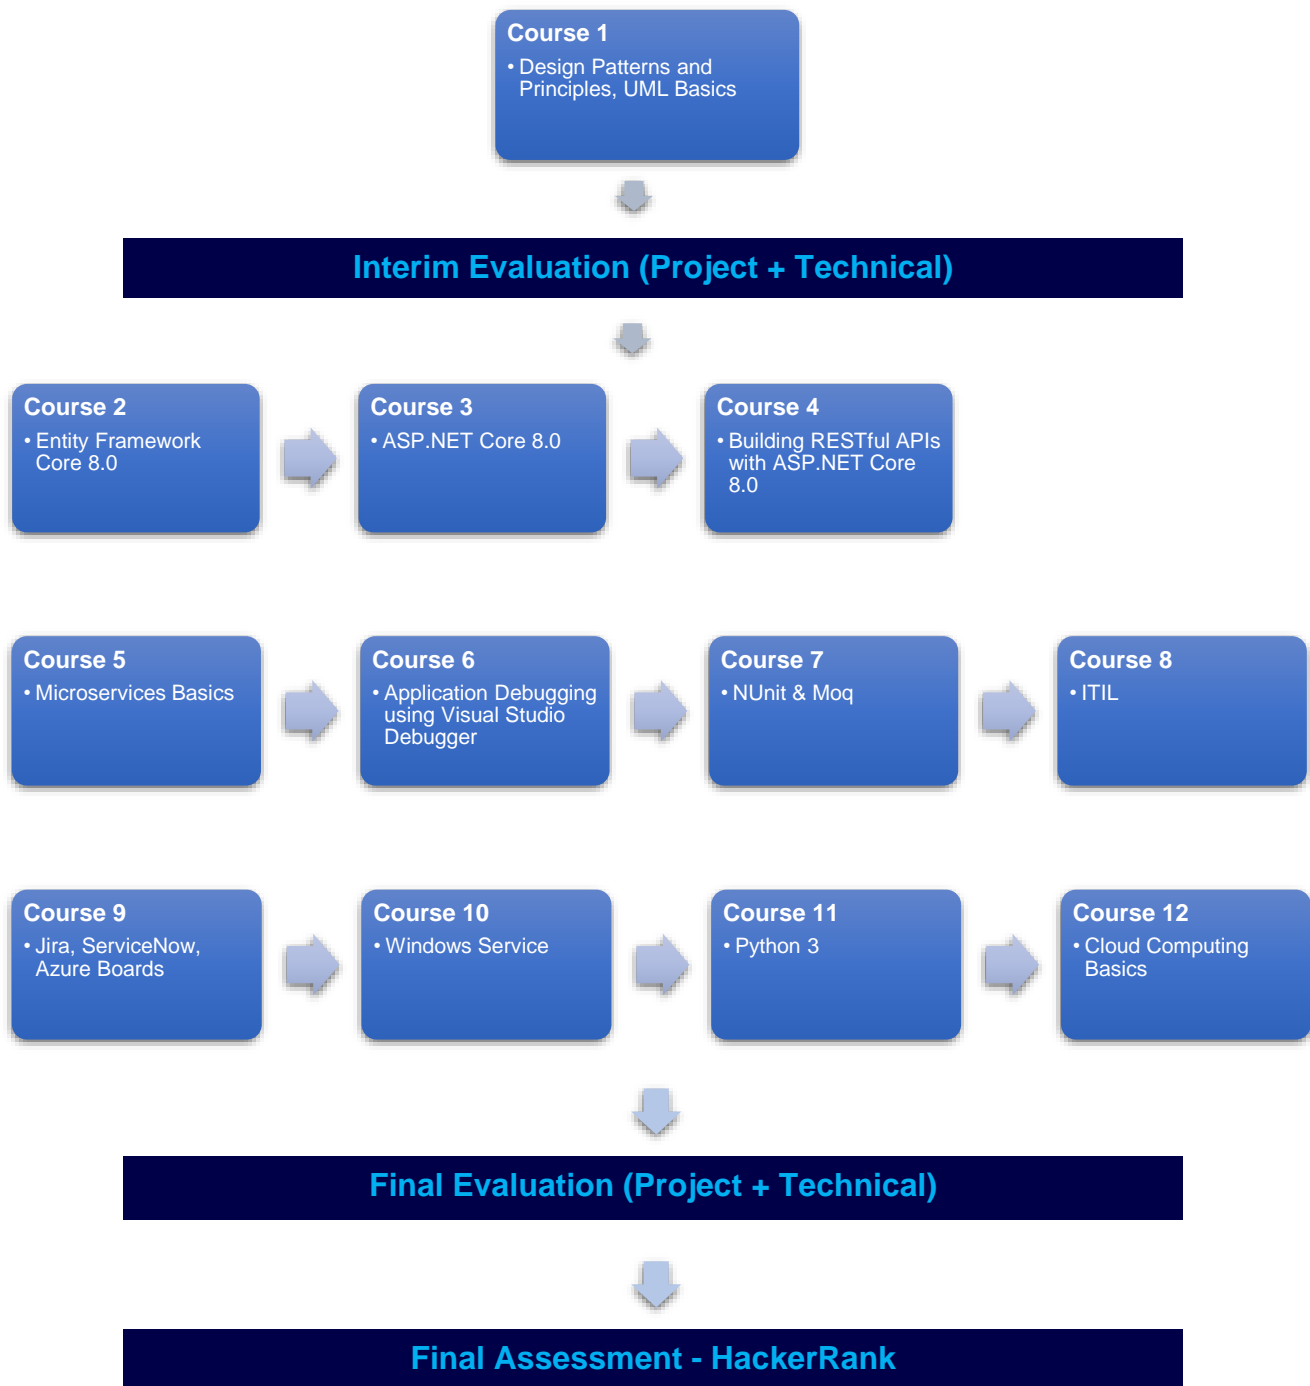 Course 1
• Design Patterns and
Principles, UML Basics
Interim Evaluation (Project + Technical)
Course 2
• Entity Framework
Core 8.0
Course 3
• ASP.NET Core 8.0
Course 4
• Building RESTful APIs
with ASP.NET Core
8.0
Course 5
• Microservices Basics
Course 6
• Application Debugging
using Visual Studio
Debugger
Course 7
• NUnit & Moq
Course 8
• ITIL
Course 9
• Jira, ServiceNow,
Azure Boards
Course 10
• Windows Service
Course 11
• Python 3
Course 12
• Cloud Computing
Basics
Final Evaluation (Project + Technical)
Final Assessment - HackerRank